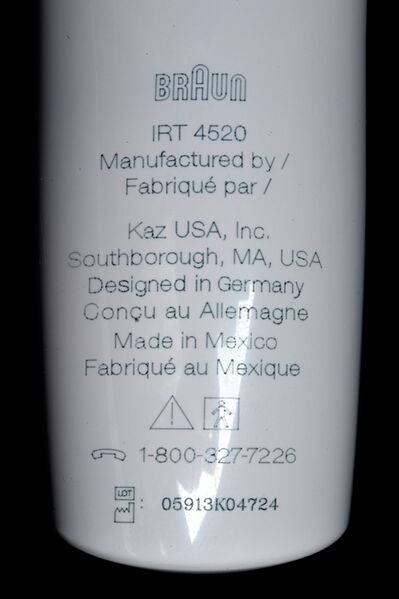 BRAUN
IRT 4520
Manufactured by /
Fabriqué par /
Kaz USA, Inc.
Southborough, MA, USA
Designed in Germany
Conçu au Allemagne
Made in Mexico
Fabriqué au Mexique
1-800-327-7226
LOT : 05913K04724